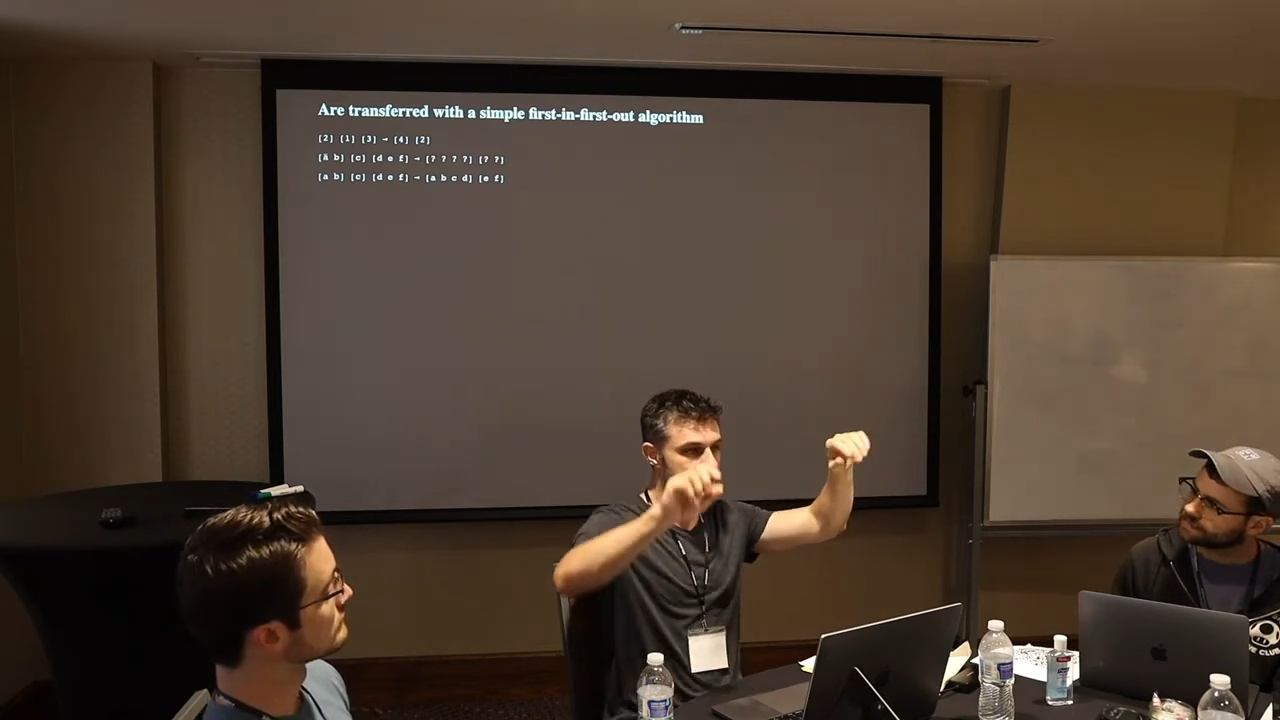 Are transferred with a simple first-in-first-out algorithm
[2] [1] [3] → [4] [2]
[a b] [c] [d e f] → [? ? ? ?] [? ?]
[a b] [c] [d e f] → [a b c d] [e f]